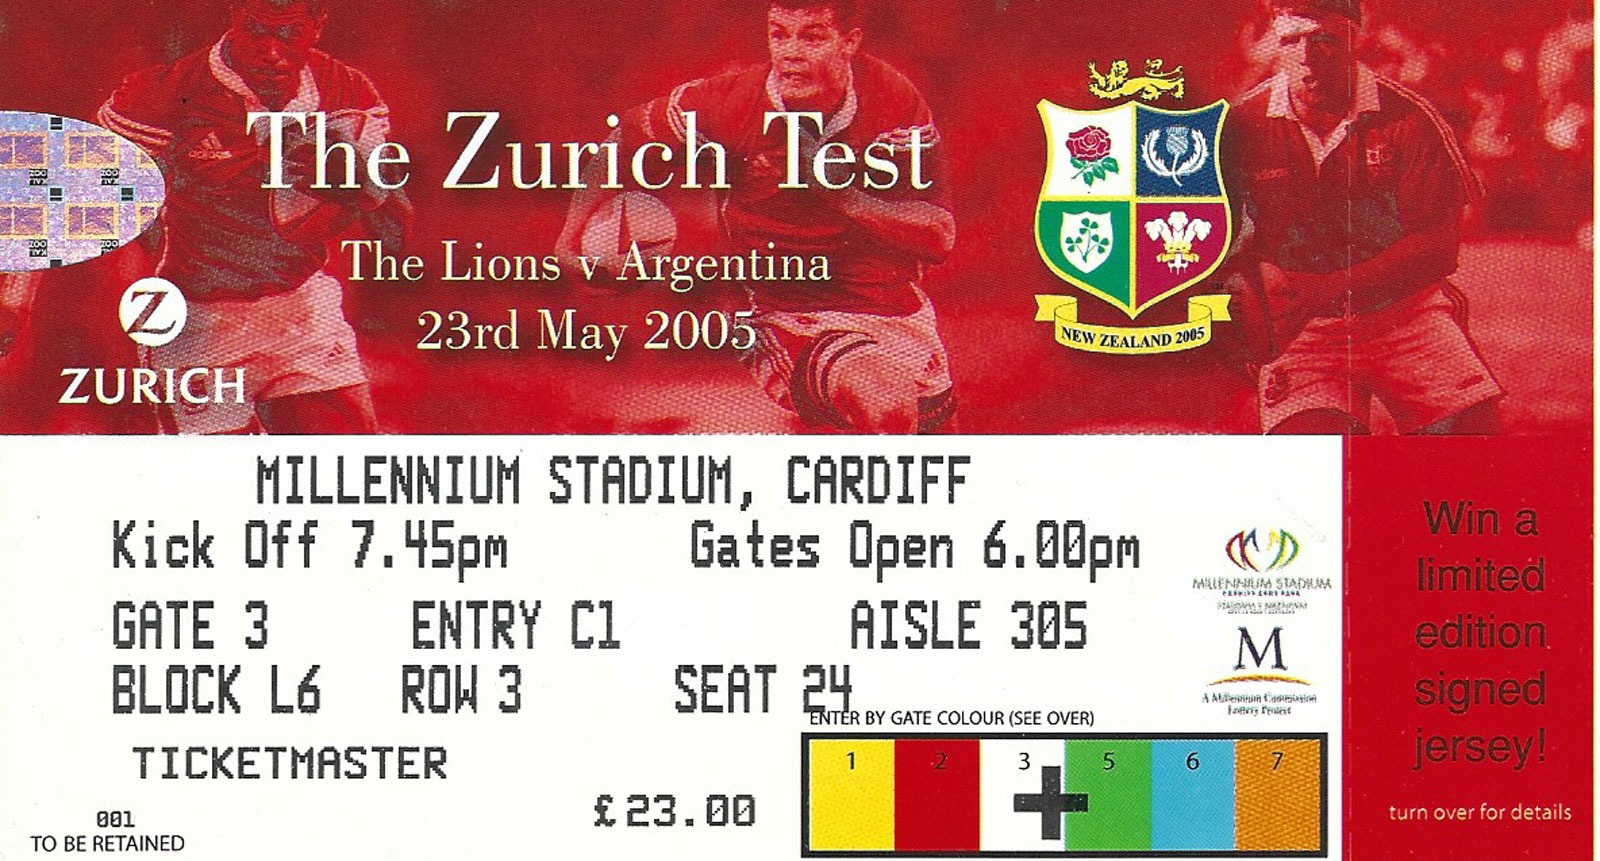 The Zurich Test
The Lions v Argentina
23rd May 2005
Z
ZURICH
NEW ZEALAND 2005
MILLENNIUM STADIUM, CARDIFF
Kick Off 7.45pm Gates Open 6.00pm
GATE 3 ENTRY C1 AISLE 305
BLOCK L6 ROW 3 SEAT 24
ENTER BY GATE COLOUR (SEE OVER)
1 2 3 5 6 7
TICKETMASTER
£23.00
001
TO BE RETAINED
MILLENNIUM STADIUM
M
A Millennium Commission
Lottery Project
Win a
limited
edition
signed
jersey!
turn over for details
adidas